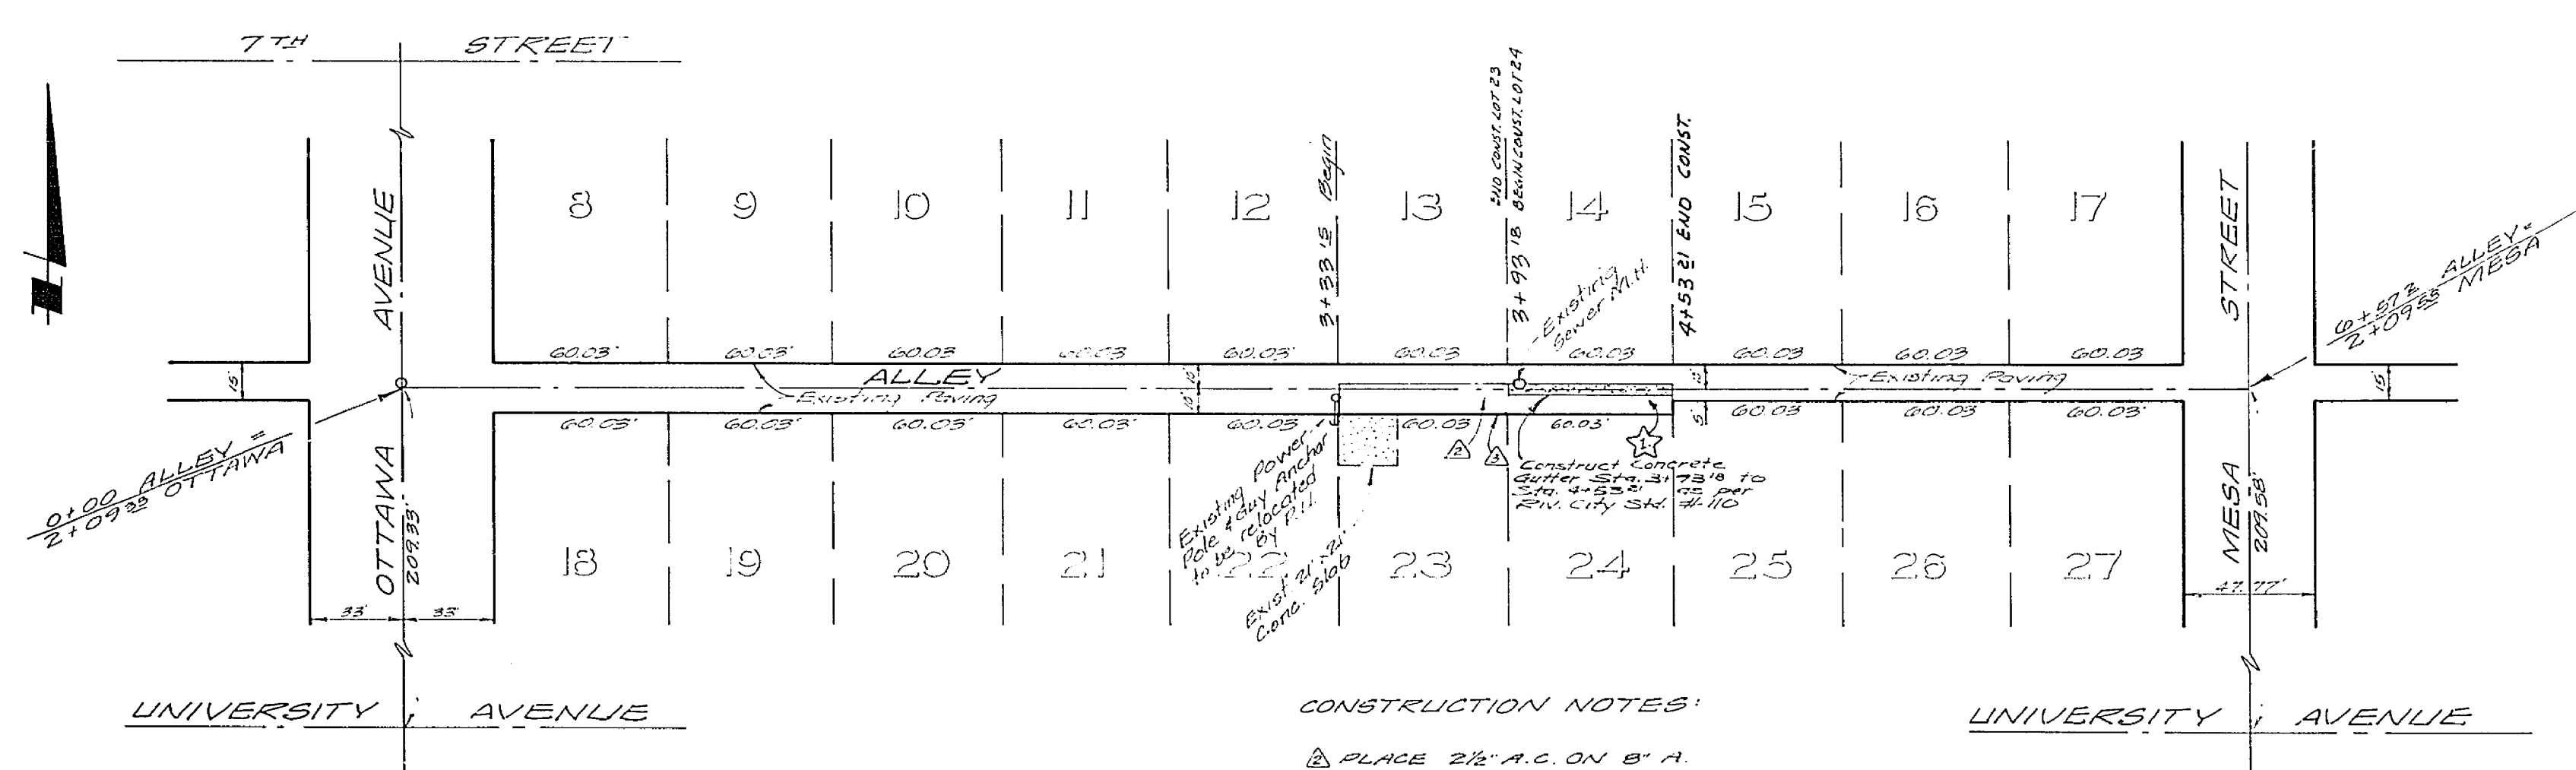 7TH STREET
3+33 15 Begin
END CONST. LOT 23
3+93 18 BEGIN CONST. LOT 24
4+53 21 END CONST.
AVENUE
8
9
10
11
12
13
14
15
16
17
STREET
Existing
Sewer M.H.
6+57 ALLEY=
2+09 MESA
60.03'
60.03'
60.03
60.03
60.03'
60.03
60.03
60.03
60.03
60.03
15'
ALLEY
Existing Paving
10'
10'
10'
5'
Existing Paving
15'
60.03'
60.03'
60.03'
60.03'
60.03
60.03
60.03'
60.03
60.03
60.03'
0+00 ALLEY =
2+09 33 OTTAWA
OTTAWA
209.33'
Existing Power
Pole & Guy Anchor
to be relocated
By
Exist. 21'x21'
Conc. Slab
2
3
1
Construct Concrete
Gutter Sta. 3+ 18 to
Sta. 4+53 21 as per
Riv. City Std. #110
MESA
209.58'
18
19
20
21
22
23
24
25
26
27
33'
33'
47.77'
UNIVERSITY AVENUE
CONSTRUCTION NOTES:
UNIVERSITY AVENUE
2 PLACE 2½" A.C. ON 8" A.